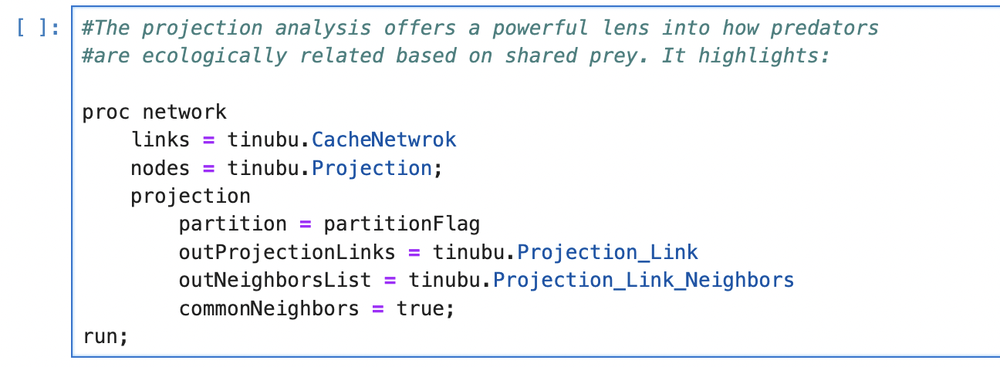 [ ]: #The projection analysis offers a powerful lens into how predators
#are ecologically related based on shared prey. It highlights:
proc network
links = tinubu.CacheNetwrok
nodes = tinubu.Projection;
projection
partition = partitionFlag
outProjectionLinks = tinubu.Projection_Link
outNeighborsList = tinubu.Projection_Link_Neighbors
commonNeighbors = true;
run;